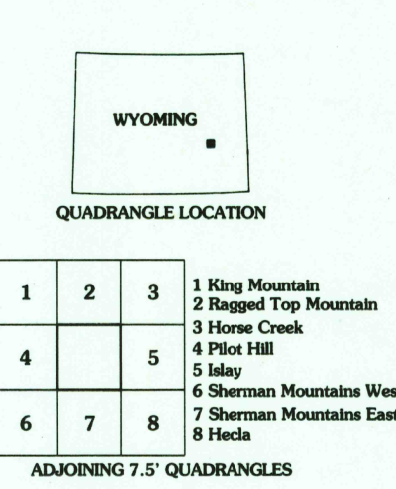 WYOMING
QUADRANGLE LOCATION
1 2 3
4 5
6 7 8
1 King Mountain
2 Ragged Top Mountain
3 Horse Creek
4 Pilot Hill
5 Islay
6 Sherman Mountains Wes
7 Sherman Mountains East
8 Hecla
ADJOINING 7.5' QUADRANGLES